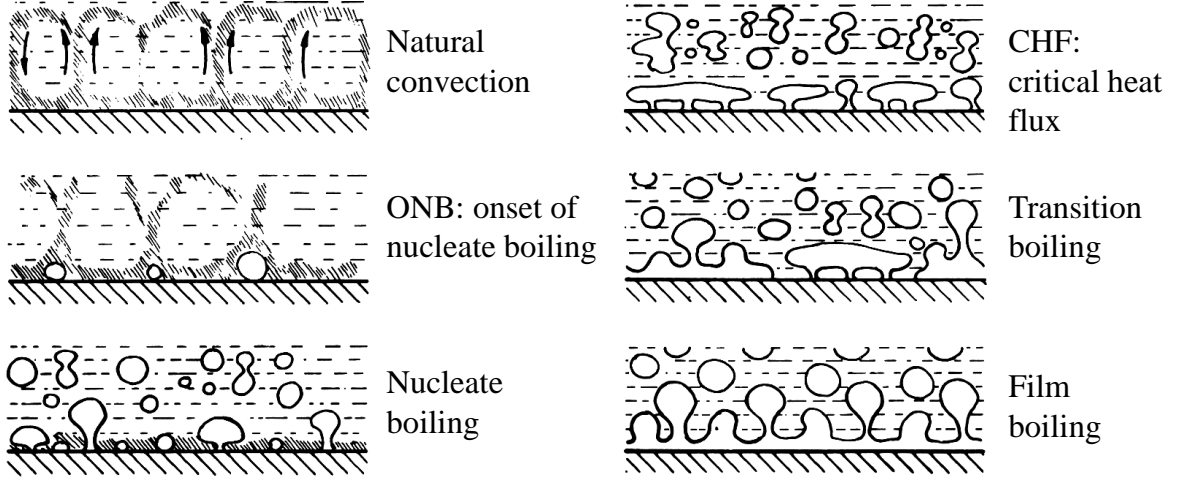 Natural
convection
ONB: onset of
nucleate boiling
Nucleate
boiling
CHF:
critical heat
flux
Transition
boiling
Film
boiling